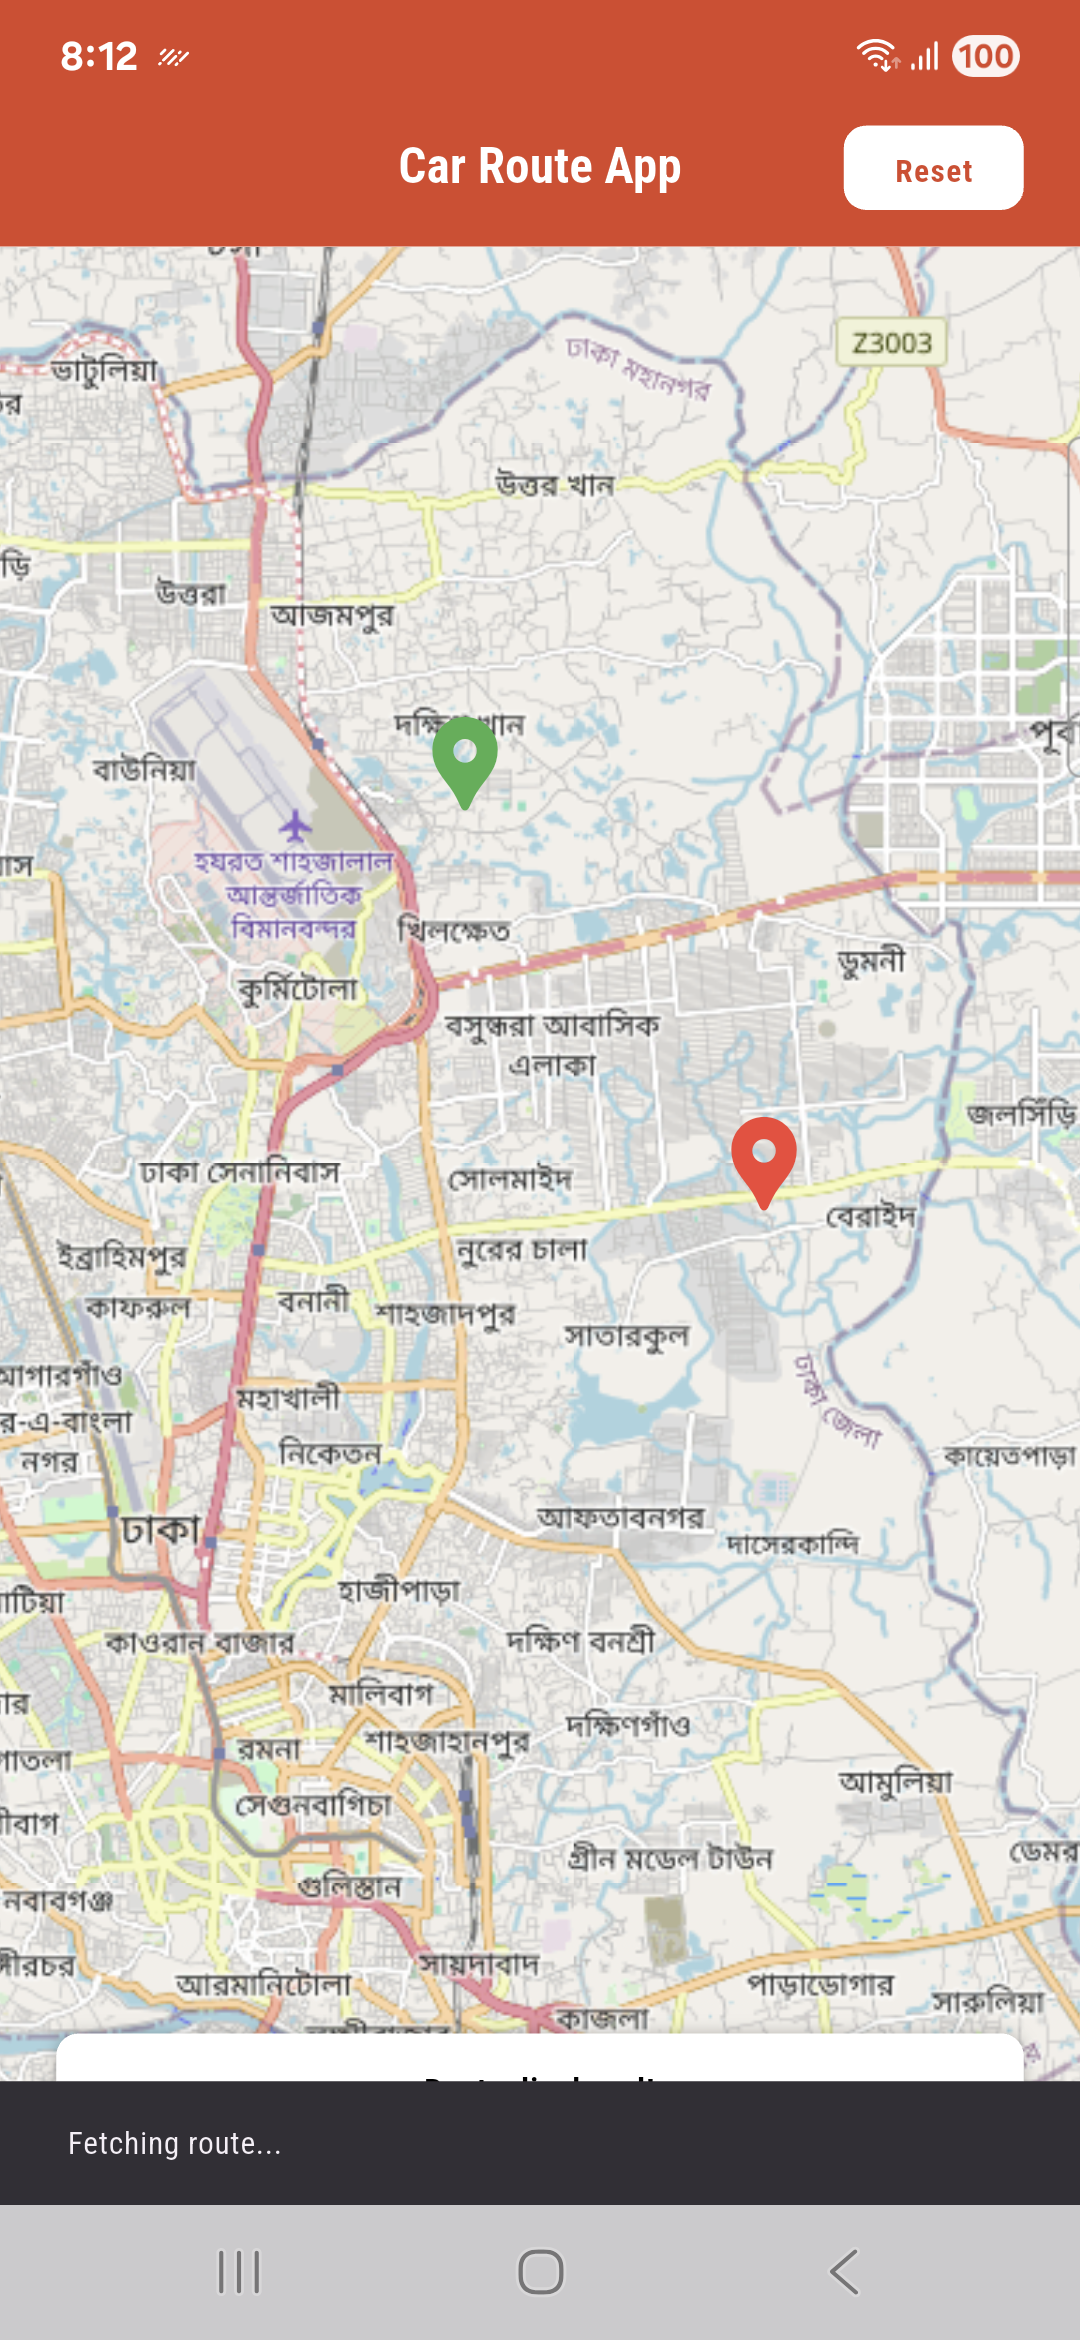 8:12
100
Car Route App
Reset
Z3003
ঢাকা মহানগর
ভাটুলিয়া
উত্তর খান
উত্তরা
আজমপুর
বাউনিয়া
হযরত শাহজালাল
আন্তর্জাতিক
বিমানবন্দর
খিলক্ষেত
ডুমনী
কুর্মিটোলা
বসুন্ধরা আবাসিক
এলাকা
জলসিঁড়ি
ঢাকা সেনানিবাস
সোলমাইদ
বেরাইদ
ইব্রাহিমপুর
নুরের চালা
কাফরুল
বনানী
শাহজাদপুর
সাতারকুল
ঢাকা জেলা
আগারগাঁও
মহাখালী
র-এ-বাংলা
নগর
নিকেতন
কায়েতপাড়া
ঢাকা
আফতাবনগর
দাসেরকান্দি
হাজীপাড়া
কাওরান বাজার
দক্ষিণ বনশ্রী
মালিবাগ
দক্ষিণগাঁও
রমনা
শাহজাহানপুর
আমুলিয়া
সেগুনবাগিচা
গ্রীন মডেল টাউন
গুলিস্তান
নবাবগঞ্জ
সায়দাবাদ
আরমানিটোলা
পাড়াডোগার
সারুলিয়া
কাজলা
Fetching route...